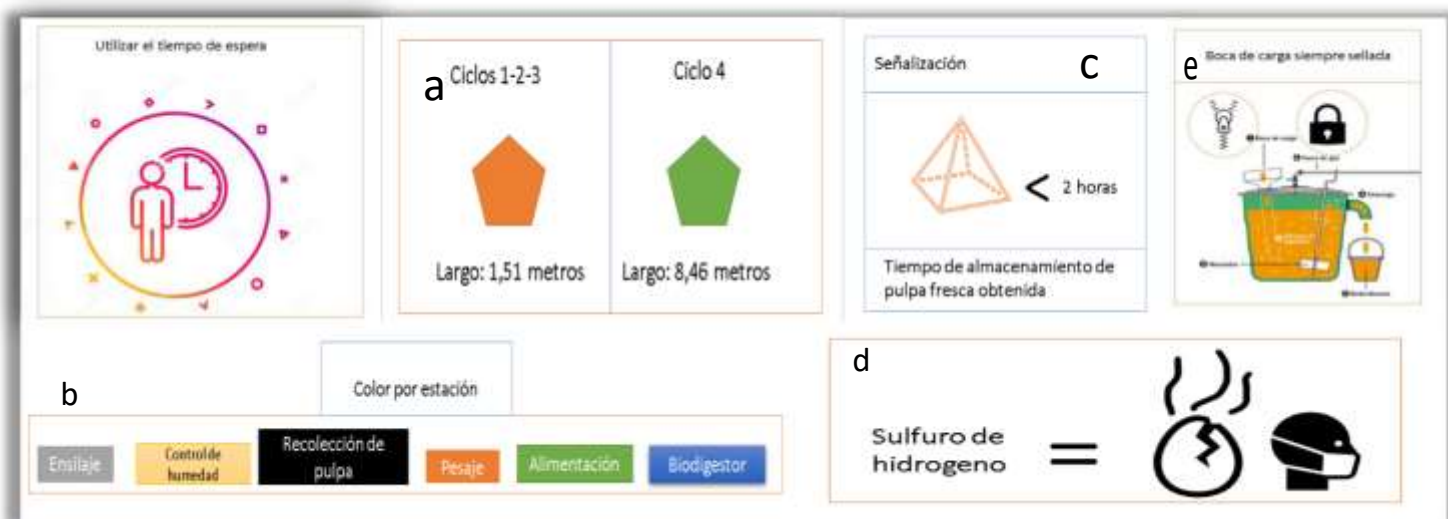 Utilizar el tiempo de espera
a
Ciclos 1-2-3
Ciclo 4
Largo: 1,51 metros
Largo: 8,46 metros
Señalización
c
< 2 horas
Tiempo de almacenamiento de
pulpa fresca obtenida
e
Boca de carga siempre sellada
b
Color por estación
Ensilaje
Control de
humedad
Recolección de
pulpa
Pesaje
Alimentación
Biodigestor
d
Sulfuro de
hidrogeno
=